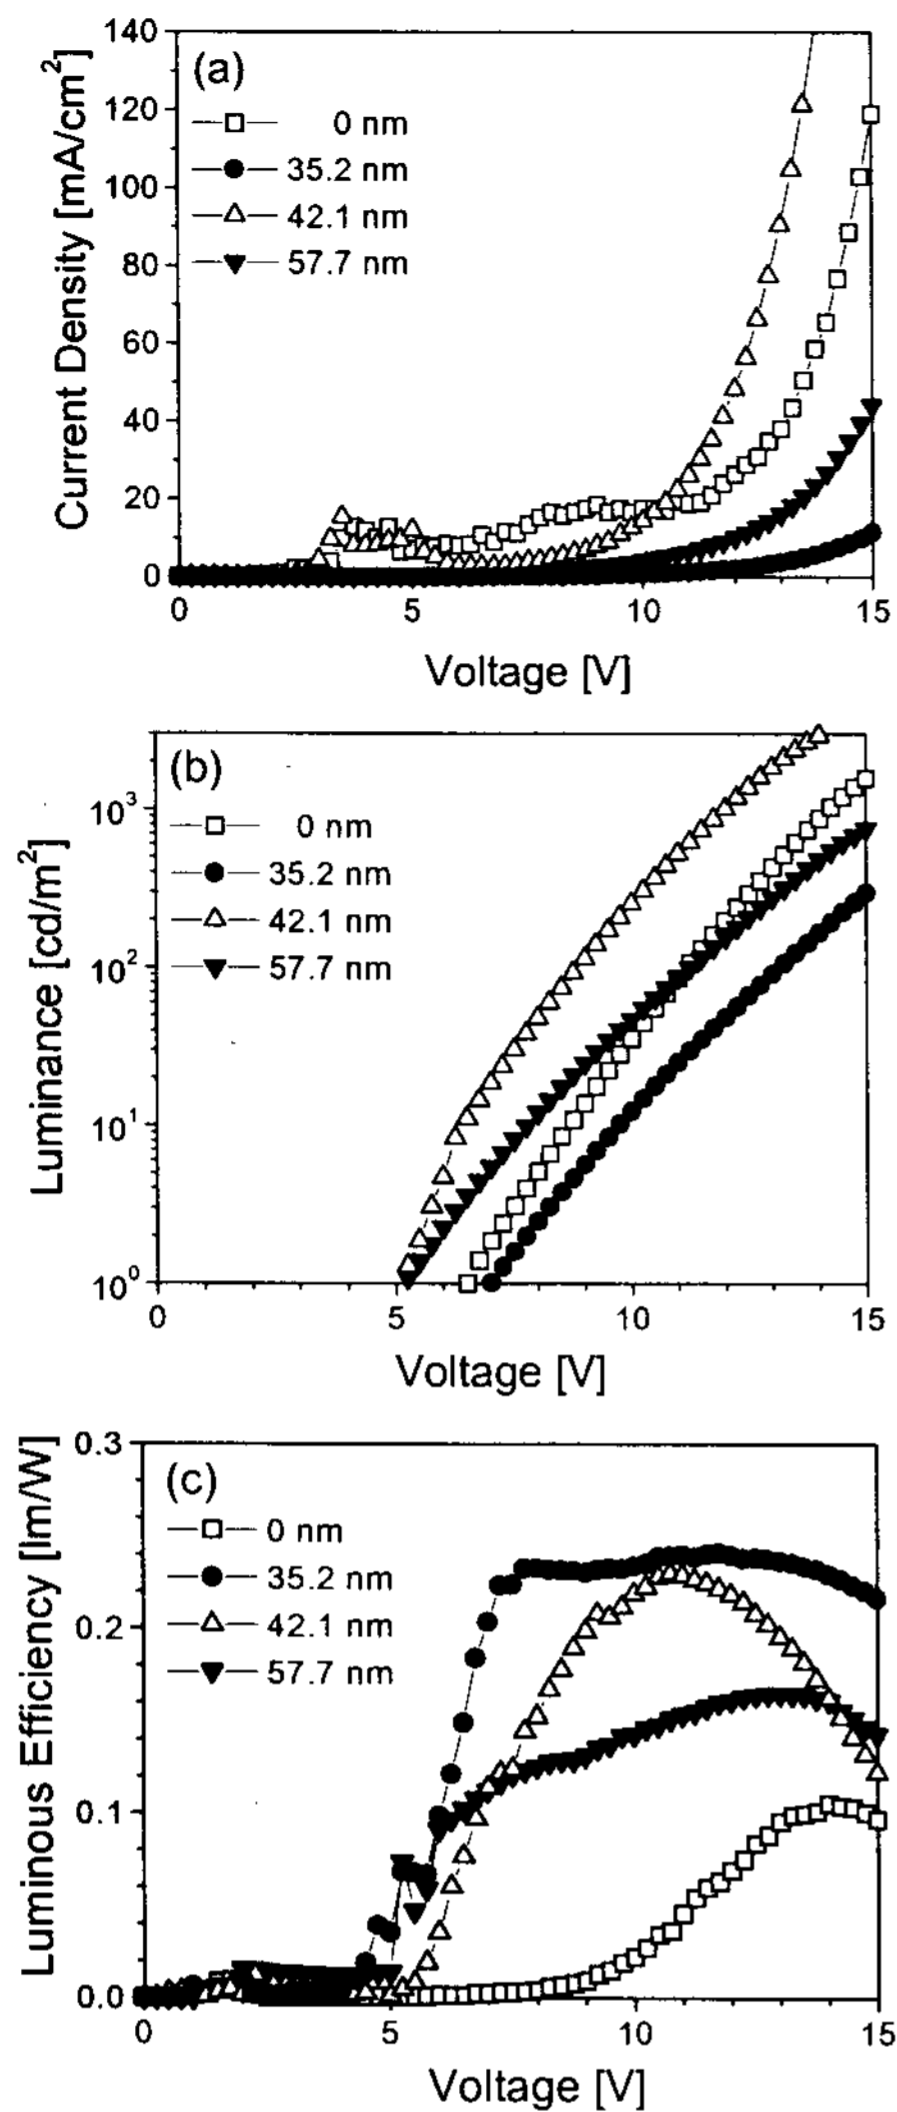 140
120
100
80
60
40
20
0
Current Density [mA/cm²]
(a)
0 nm
35.2 nm
42.1 nm
57.7 nm
0 5 10 15
Voltage [V]
10³
10²
10¹
10⁰
Luminance [cd/m²]
(b)
0 nm
35.2 nm
42.1 nm
57.7 nm
0 5 10 15
Voltage [V]
0.3
0.2
0.1
0.0
Luminous Efficiency [lm/W]
(c)
0 nm
35.2 nm
42.1 nm
57.7 nm
0 5 10 15
Voltage [V]